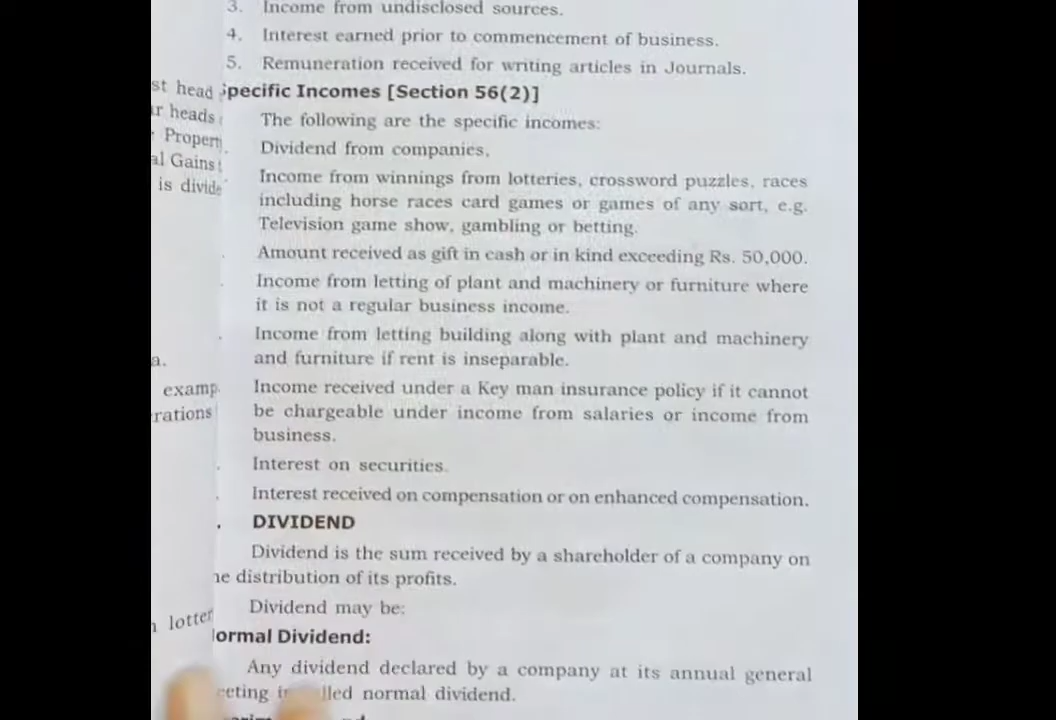 3. Income from undisclosed sources.
4. Interest earned prior to commencement of business.
5. Remuneration received for writing articles in Journals.
st head
pecific Incomes [Section 56(2)]
r heads
The following are the specific incomes:
Propert
Dividend from companies.
al Gains
Income from winnings from lotteries, crossword puzzles, races
is divide
including horse races card games or games of any sort, e.g.
Television game show, gambling or betting.
Amount received as gift in cash or in kind exceeding Rs. 50,000.
Income from letting of plant and machinery or furniture where
it is not a regular business income.
Income from letting building along with plant and machinery
a.
and furniture if rent is inseparable.
examp
Income received under a Key man insurance policy if it cannot
rations
be chargeable under income from salaries or income from
business.
Interest on securities.
Interest received on compensation or on enhanced compensation.
. DIVIDEND
Dividend is the sum received by a shareholder of a company on
he distribution of its profits.
Dividend may be:
lotter
ormal Dividend:
Any dividend declared by a company at its annual general
eeting lled normal dividend.